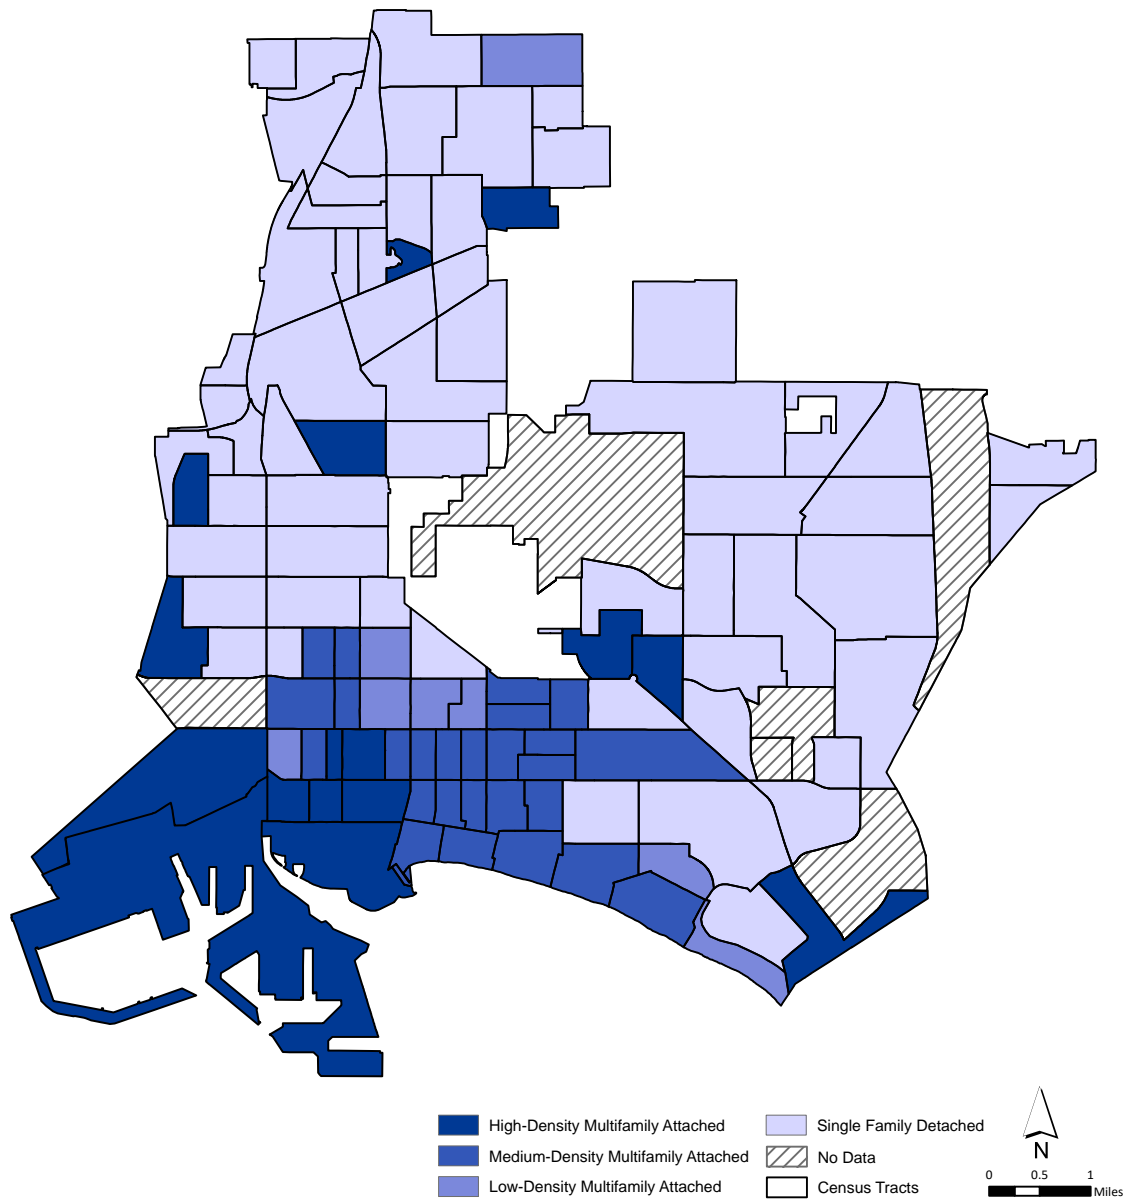 High-Density Multifamily Attached
Medium-Density Multifamily Attached
Low-Density Multifamily Attached
Single Family Detached
No Data
Census Tracts
N
0 0.5 1
Miles